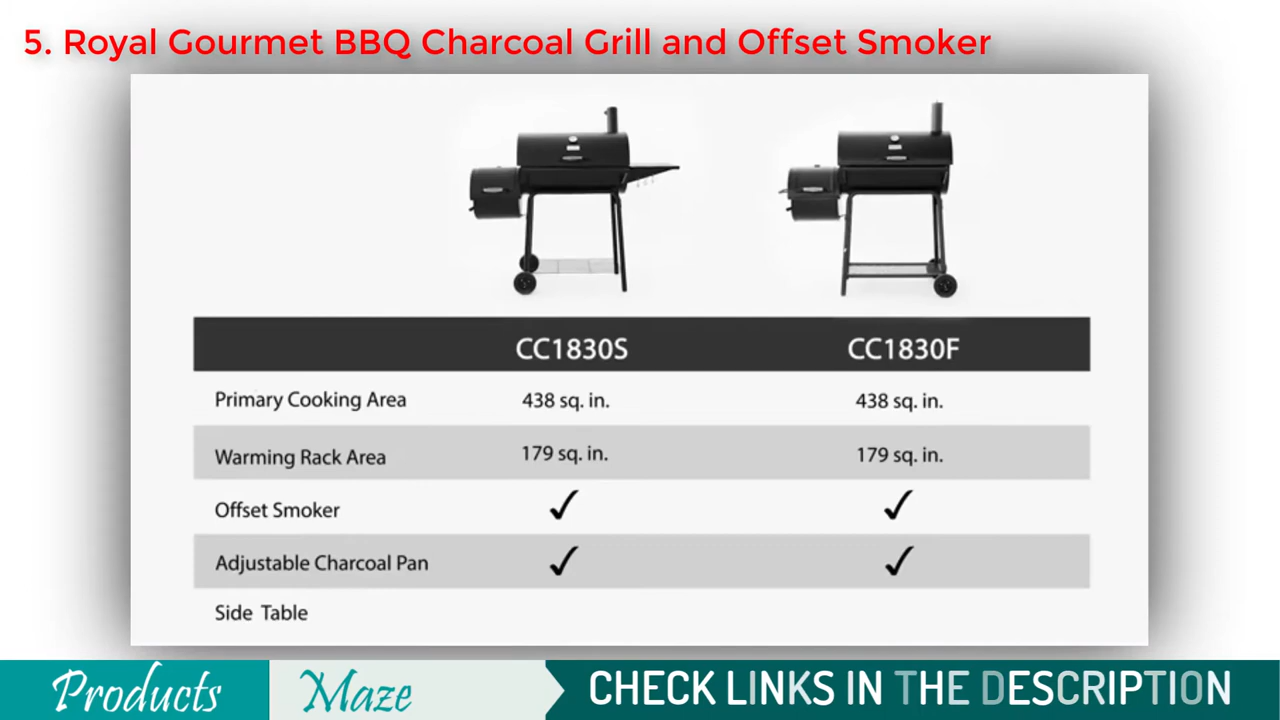 5. Royal Gourmet BBQ Charcoal Grill and Offset Smoker
CC1830S CC1830F
Primary Cooking Area 438 sq. in. 438 sq. in.
Warming Rack Area 179 sq. in. 179 sq. in.
Offset Smoker ✓ ✓
Adjustable Charcoal Pan ✓ ✓
Side Table
Products Maze CHECK LINKS IN THE DESCRIPTION